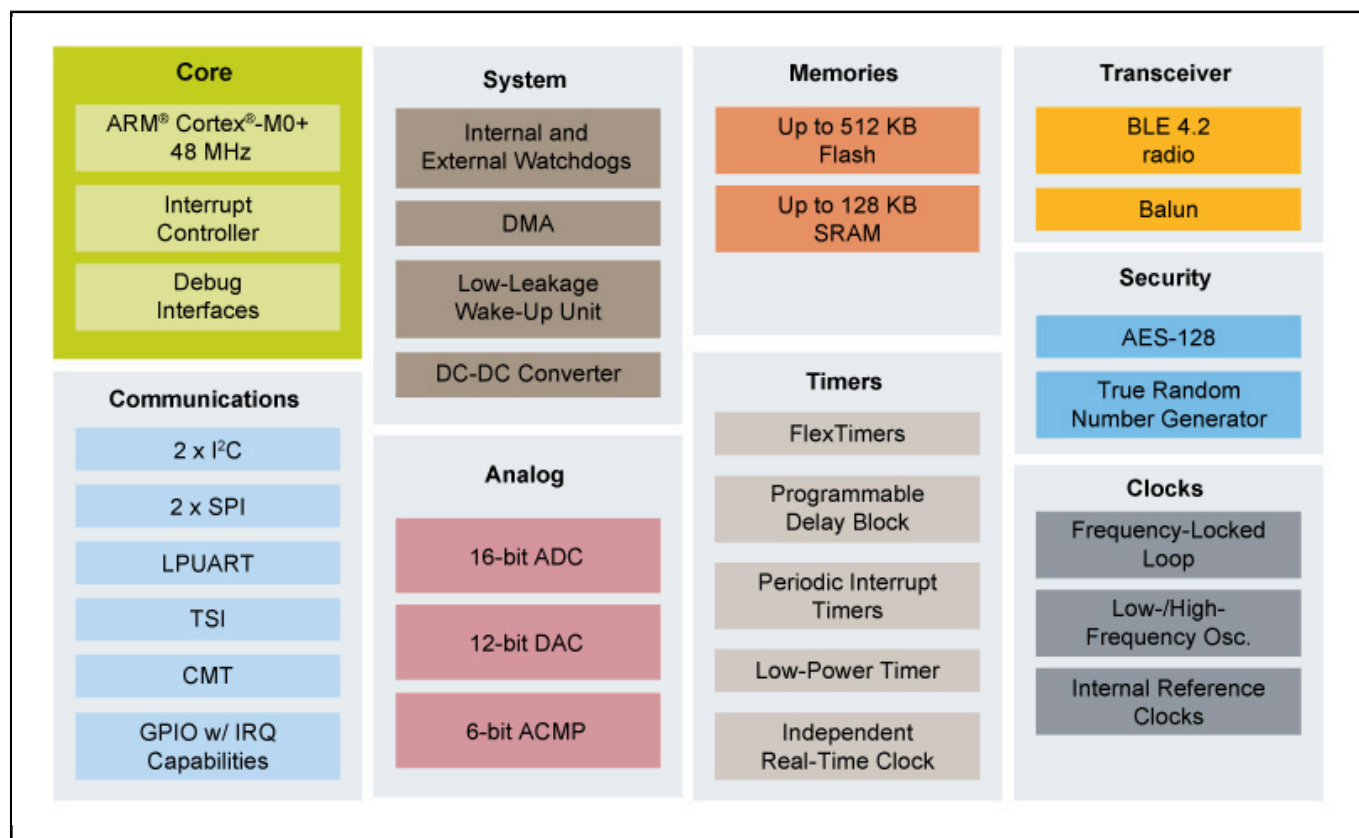 Core
ARM® Cortex®-M0+
48 MHz
Interrupt
Controller
Debug
Interfaces
System
Internal and
External Watchdogs
DMA
Low-Leakage
Wake-Up Unit
DC-DC Converter
Memories
Up to 512 KB
Flash
Up to 128 KB
SRAM
Transceiver
BLE 4.2
radio
Balun
Security
AES-128
True Random
Number Generator
Communications
2 x I²C
2 x SPI
LPUART
TSI
CMT
GPIO w/ IRQ
Capabilities
Analog
16-bit ADC
12-bit DAC
6-bit ACMP
Timers
FlexTimers
Programmable
Delay Block
Periodic Interrupt
Timers
Low-Power Timer
Independent
Real-Time Clock
Clocks
Frequency-Locked
Loop
Low-/High-
Frequency Osc.
Internal Reference
Clocks